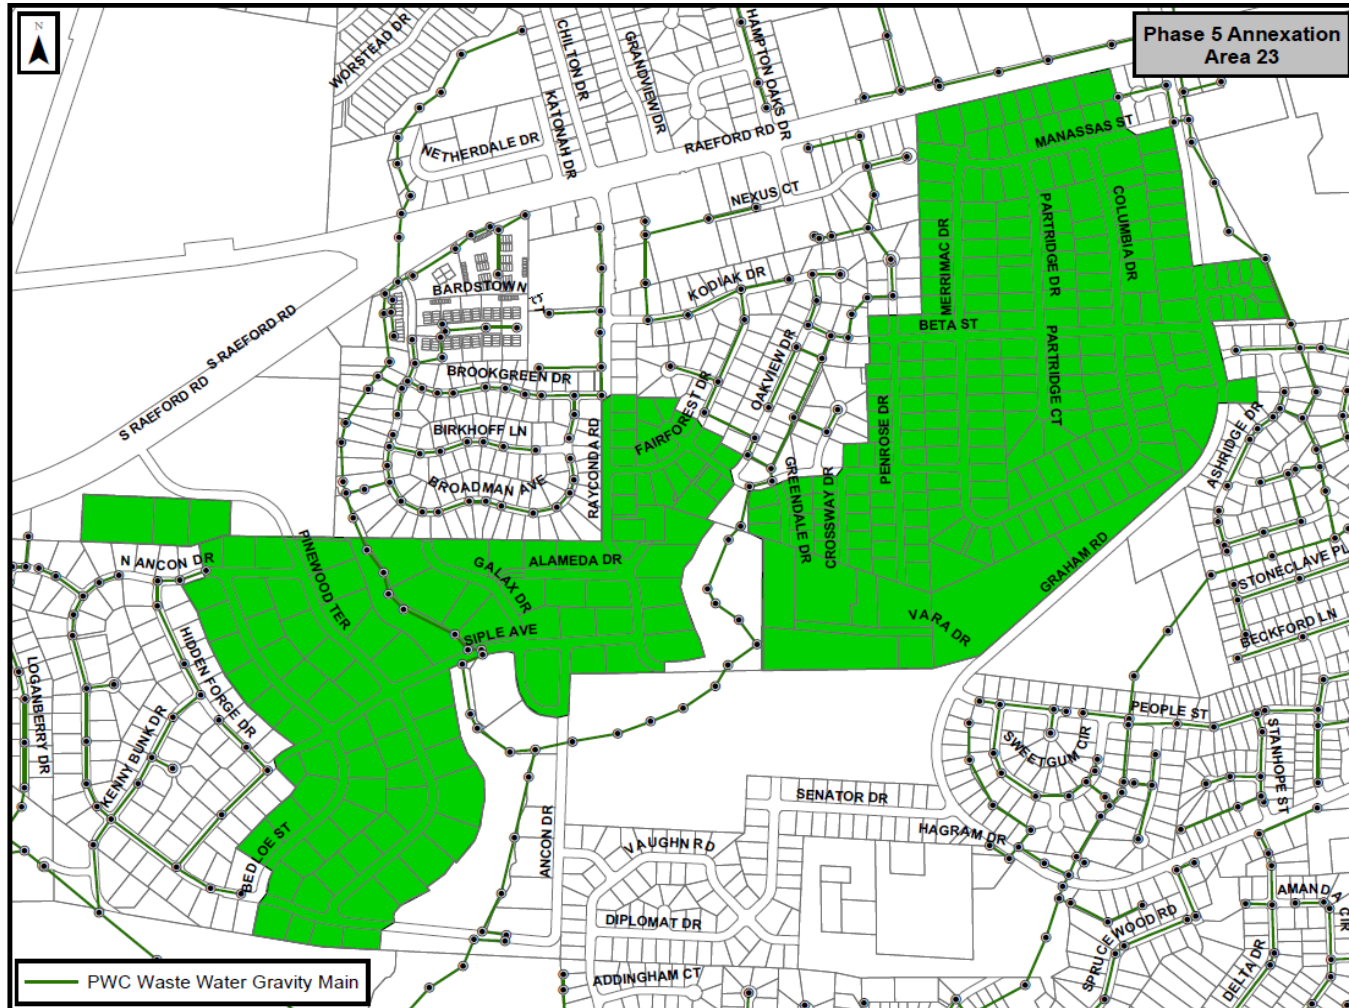 N
Phase 5 Annexation
Area 23
WORSTEAD DR
CHILTON DR
GRANDVIEW DR
HAMPTON OAKS DR
KATONAH DR
NETHERDALE DR
RAEFORD RD
MANASSAS ST
NEXUS CT
PARTRIDGE DR
COLUMBIA DR
MERRIMAC DR
KODIAK DR
BARDSTOWN CT
S RAEFORD RD
S RAEFORD RD
BETA ST
PARTRIDGE CT
OAKVIEW DR
BROOKGREEN DR
FAIRFOREST DR
BIRKHOFF LN
BROADMAN AVE
RAYCONDA RD
PENROSE DR
ASHRIDGE DR
GREENDALE DR
CROSSWAY DR
N ANCON DR
PINEWOOD TER
GALAX DR
ALAMEDA DR
GRAHAM RD
STONECLAVE PL
SIPLE AVE
VARA DR
BECKFORD LN
HIDDEN FORGE DR
LOGANBERRY DR
KENNY BUNK DR
PEOPLE ST
SWEETGUM CIR
STANHOPE ST
SENATOR DR
HAGRAM DR
BEDLOE ST
ANCON DR
VAUGHN RD
DIPLOMAT DR
AMANDA CIR
SPRUCEWOOD RD
DELTA DR
ADDINGHAM CT
PWC Waste Water Gravity Main